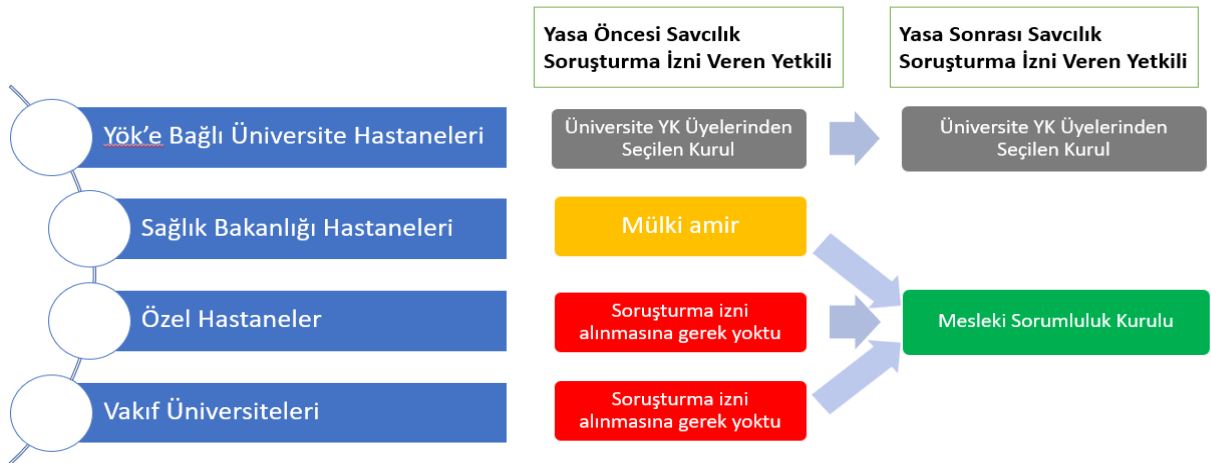 Yasa Öncesi Savcılık
Soruşturma İzni Veren Yetkili
Yasa Sonrası Savcılık
Soruşturma İzni Veren Yetkili
Yök’e Bağlı Üniversite Hastaneleri
Üniversite YK Üyelerinden
Seçilen Kurul
Üniversite YK Üyelerinden
Seçilen Kurul
Sağlık Bakanlığı Hastaneleri
Mülki amir
Özel Hastaneler
Soruşturma izni
alınmasına gerek yoktu
Mesleki Sorumluluk Kurulu
Vakıf Üniversiteleri
Soruşturma izni
alınmasına gerek yoktu